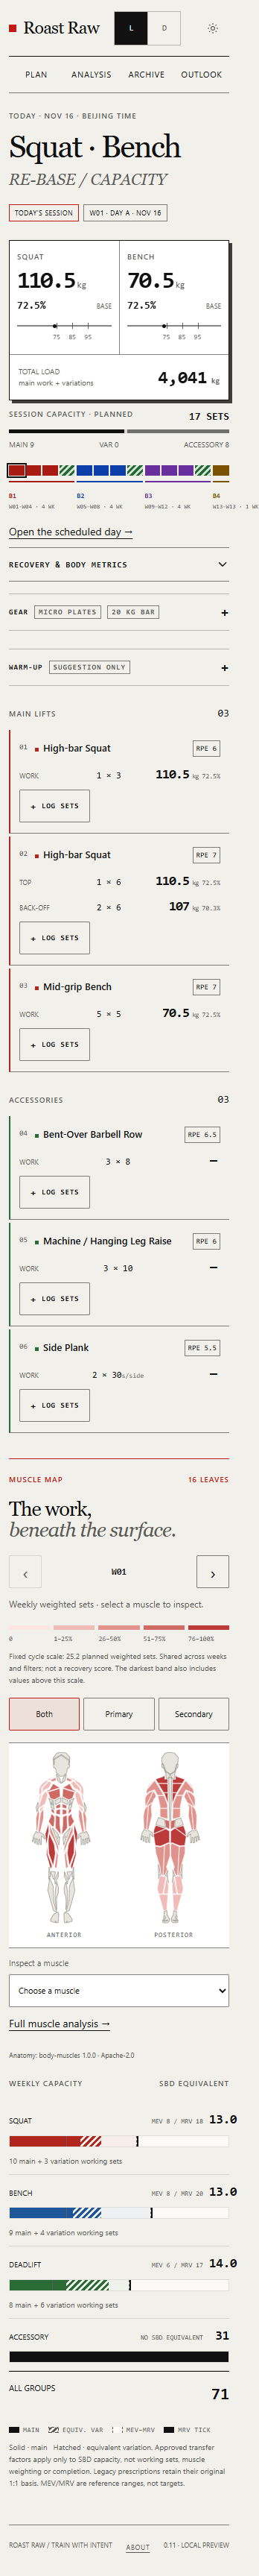 Roast Raw
L
D
PLAN
ANALYSIS
ARCHIVE
OUTLOOK
TODAY · NOV 16 · BEIJING TIME
Squat · Bench
RE-BASE / CAPACITY
TODAY'S SESSION
W01 · DAY A · NOV 16
SQUAT
110.5 kg
72.5% BASE
75 85 95
BENCH
70.5 kg
72.5% BASE
75 85 95
TOTAL LOAD
main work + variations
4,041 kg
SESSION CAPACITY · PLANNED
17 SETS
MAIN 9
VAR 0
ACCESSORY 8
B1
W01-W04 · 4 WK
B2
W05-W08 · 4 WK
B3
W09-W12 · 4 WK
B4
W13-W13 · 1 WK
Open the scheduled day →
RECOVERY & BODY METRICS
GEAR
MICRO PLATES
20 KG BAR
+
WARM-UP
SUGGESTION ONLY
+
MAIN LIFTS
03
01 High-bar Squat
RPE 6
WORK 1 × 3 110.5 kg 72.5%
+ LOG SETS
02 High-bar Squat
RPE 7
TOP 1 × 6 110.5 kg 72.5%
BACK-OFF 2 × 6 107 kg 70.3%
+ LOG SETS
03 Mid-grip Bench
RPE 7
WORK 5 × 5 70.5 kg 72.5%
+ LOG SETS
ACCESSORIES
03
04 Bent-Over Barbell Row
RPE 6.5
WORK 3 × 8 —
+ LOG SETS
05 Machine / Hanging Leg Raise
RPE 6
WORK 3 × 10 —
+ LOG SETS
06 Side Plank
RPE 5.5
WORK 2 × 30s/side —
+ LOG SETS
MUSCLE MAP
16 LEAVES
The work,
beneath the surface.
‹
W01
›
Weekly weighted sets · select a muscle to inspect.
0
1–25%
26–50%
51–75%
76–100%
Fixed cycle scale: 25.2 planned weighted sets. Shared across weeks
and filters; not a recovery score. The darkest band also includes
values above this scale.
Both
Primary
Secondary
ANTERIOR
POSTERIOR
Inspect a muscle
Choose a muscle
Full muscle analysis →
Anatomy: body-muscles 1.0.0 · Apache-2.0
WEEKLY CAPACITY
SBD EQUIVALENT
SQUAT
MEV 8 / MRV 18 13.0
10 main + 3 variation working sets
BENCH
MEV 8 / MRV 20 13.0
9 main + 4 variation working sets
DEADLIFT
MEV 6 / MRV 17 14.0
8 main + 6 variation working sets
ACCESSORY
NO SBD EQUIVALENT 31
ALL GROUPS
71
MAIN
EQUIV. VAR
MEV–MRV
MRV TICK
Solid · main Hatched · equivalent variation. Approved transfer
factors apply only to SBD capacity, not working sets, muscle
weighting or completion. Legacy prescriptions retain their original
1:1 basis. MEV/MRV are reference ranges, not targets.
ROAST RAW / TRAIN WITH INTENT
ABOUT
0.11 · LOCAL PREVIEW